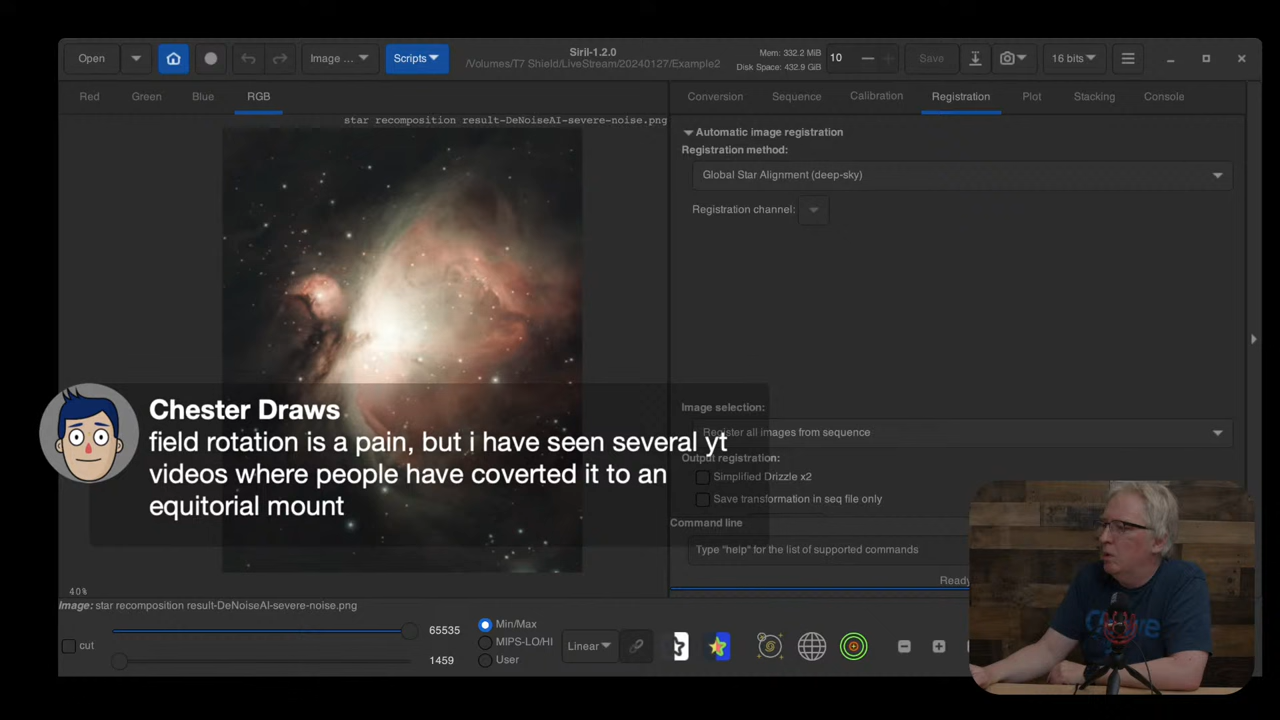 Open
Image ...
Scripts
Siril-1.2.0
/Volumes/T7 Shield/LiveStream/20240127/Example2
Mem: 332.2 MiB
Disk Space: 432.9 GiB
10
Save
16 bits
Red
Green
Blue
RGB
Conversion
Sequence
Calibration
Registration
Plot
Stacking
Console
star recomposition result-DeNoiseAI-severe-noise.png
Automatic image registration
Registration method:
Global Star Alignment (deep-sky)
Registration channel:
Chester Draws
field rotation is a pain, but i have seen several yt
videos where people have coverted it to an
equitorial mount
Image selection:
Register all images from sequence
Output registration:
Simplified Drizzle x2
Save transformation in seq file only
Command line
Type "help" for the list of supported commands
Ready
40%
Image: star recomposition result-DeNoiseAI-severe-noise.png
cut
65535
1459
Min/Max
MIPS-LO/HI
User
Linear